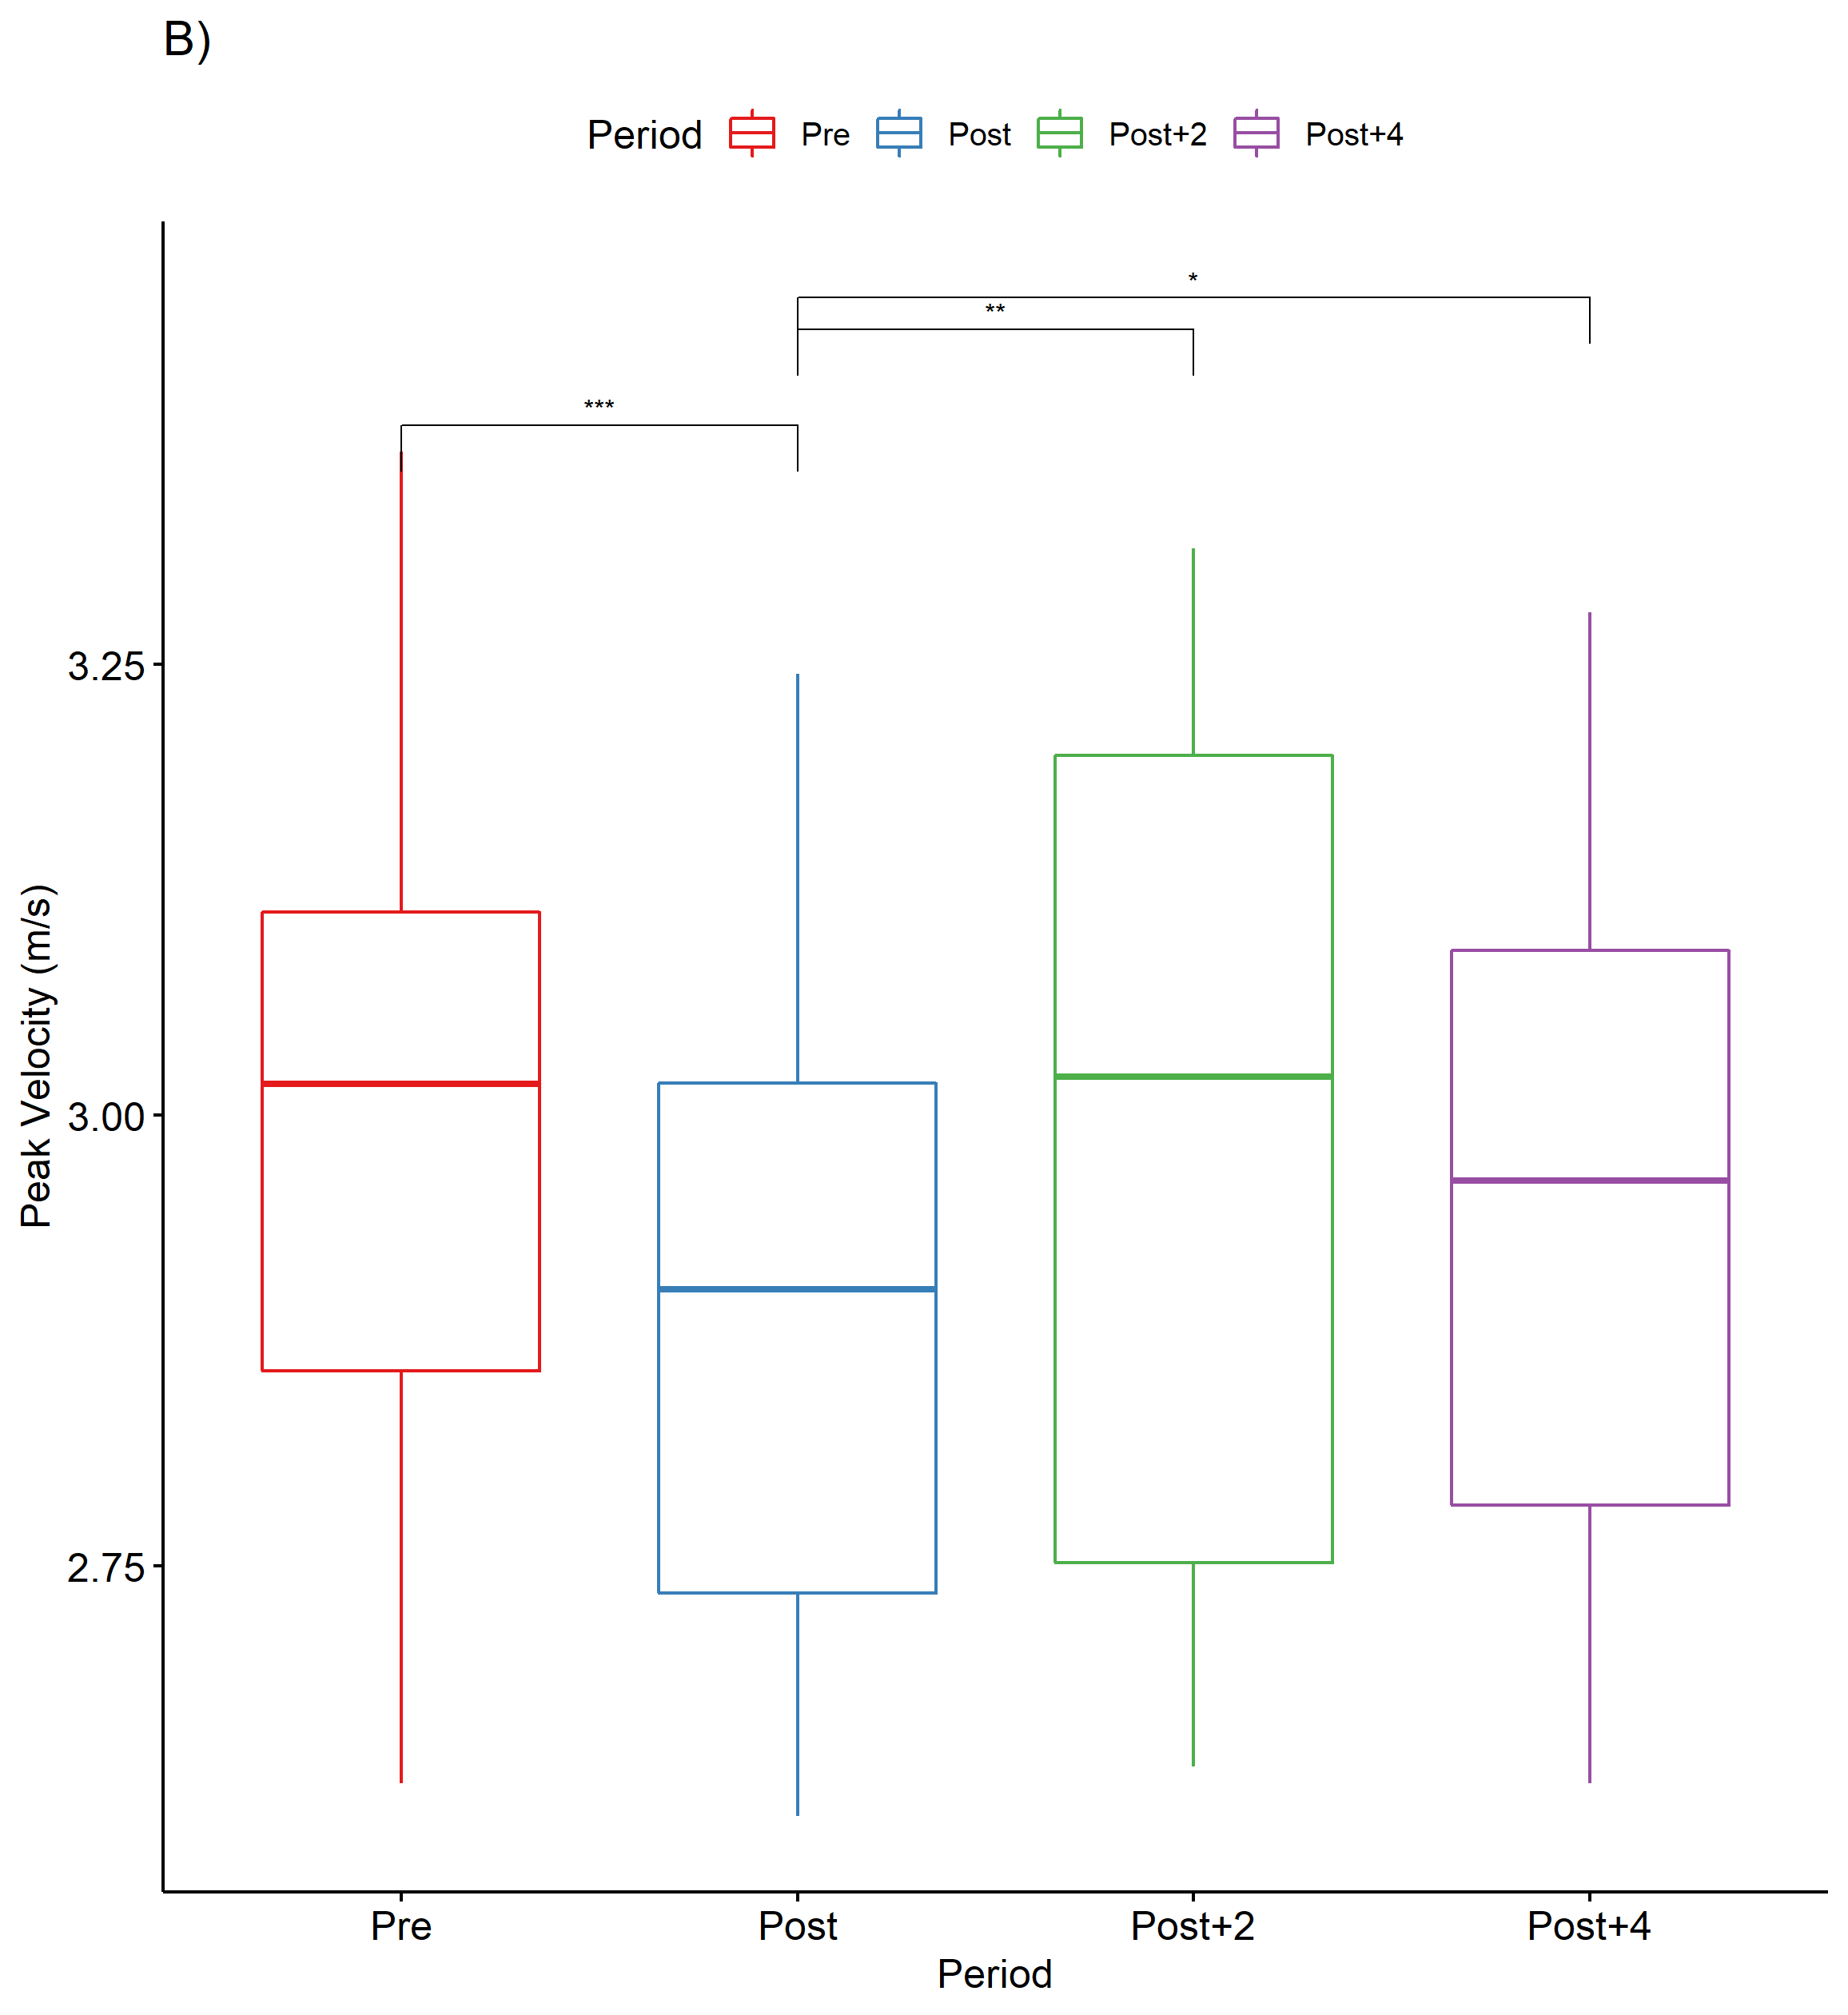 B)
Period Pre Post Post+2 Post+4
*
**
***
3.25
3.00
2.75
Peak Velocity (m/s)
Pre Post Post+2 Post+4
Period